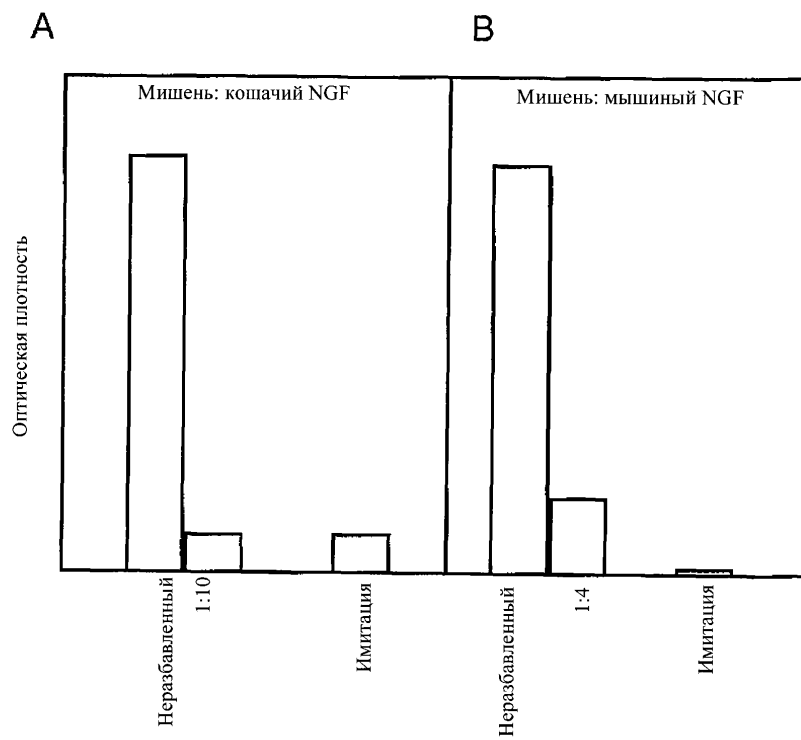 A
B
Мишень: кошачий NGF
Мишень: мышиный NGF
Оптическая плотность
Неразбавленный
1:10
Имитация
Неразбавленный
1:4
Имитация